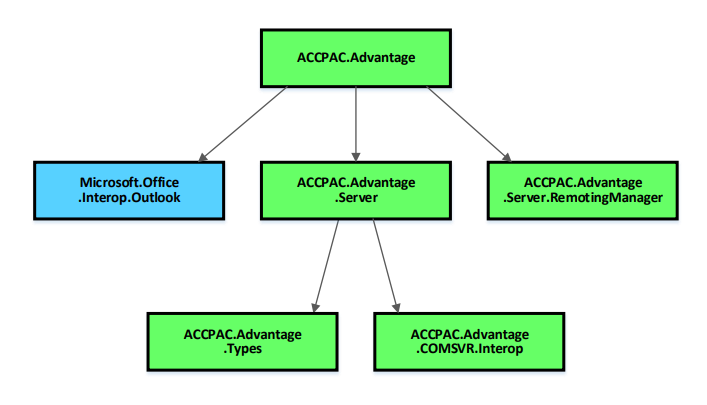 ACCPAC.Advantage
Microsoft.Office
.Interop.Outlook
ACCPAC.Advantage
.Server
ACCPAC.Advantage
.Server.RemotingManager
ACCPAC.Advantage
.Types
ACCPAC.Advantage
.COMSVR.Interop